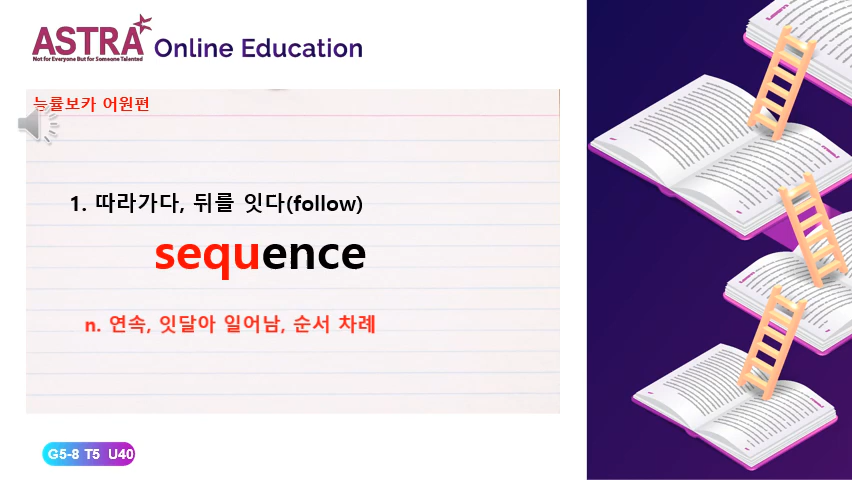 ASTRA
Not for Everyone But for Someone Talented
Online Education
능률보카 어원편
1. 따라가다, 뒤를 잇다(follow)
sequence
n. 연속, 잇달아 일어남, 순서 차례
G5-8 T5 U40